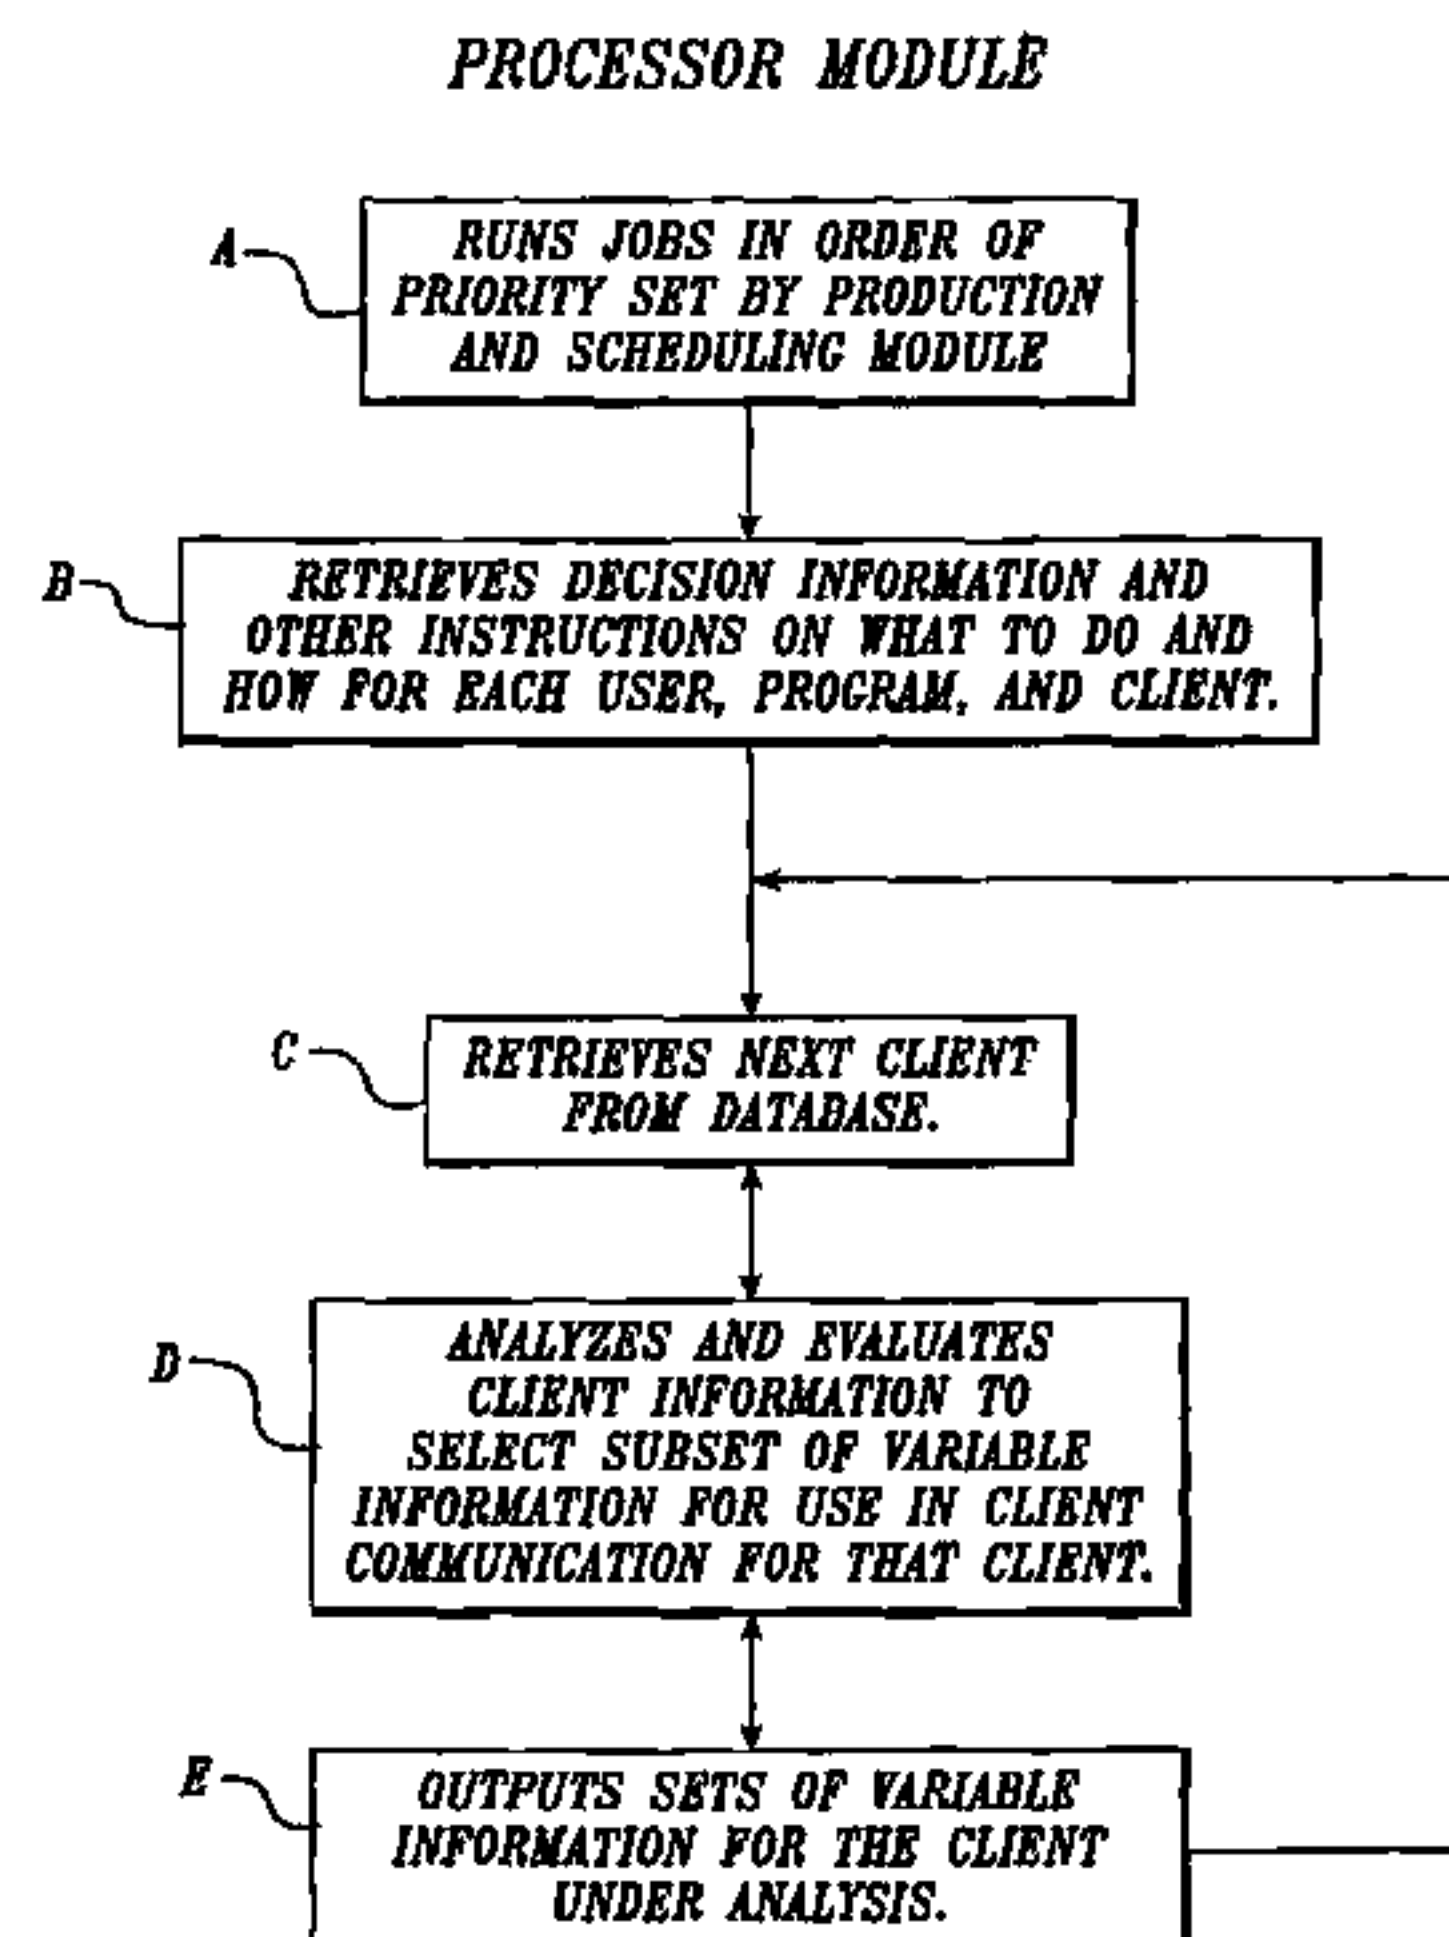 PROCESSOR MODULE
A
RUNS JOBS IN ORDER OF
PRIORITY SET BY PRODUCTION
AND SCHEDULING MODULE
B
RETRIEVES DECISION INFORMATION AND
OTHER INSTRUCTIONS ON WHAT TO DO AND
HOW FOR EACH USER, PROGRAM, AND CLIENT.
C
RETRIEVES NEXT CLIENT
FROM DATABASE.
D
ANALYZES AND EVALUATES
CLIENT INFORMATION TO
SELECT SUBSET OF VARIABLE
INFORMATION FOR USE IN CLIENT
COMMUNICATION FOR THAT CLIENT.
E
OUTPUTS SETS OF VARIABLE
INFORMATION FOR THE CLIENT
UNDER ANALYSIS.